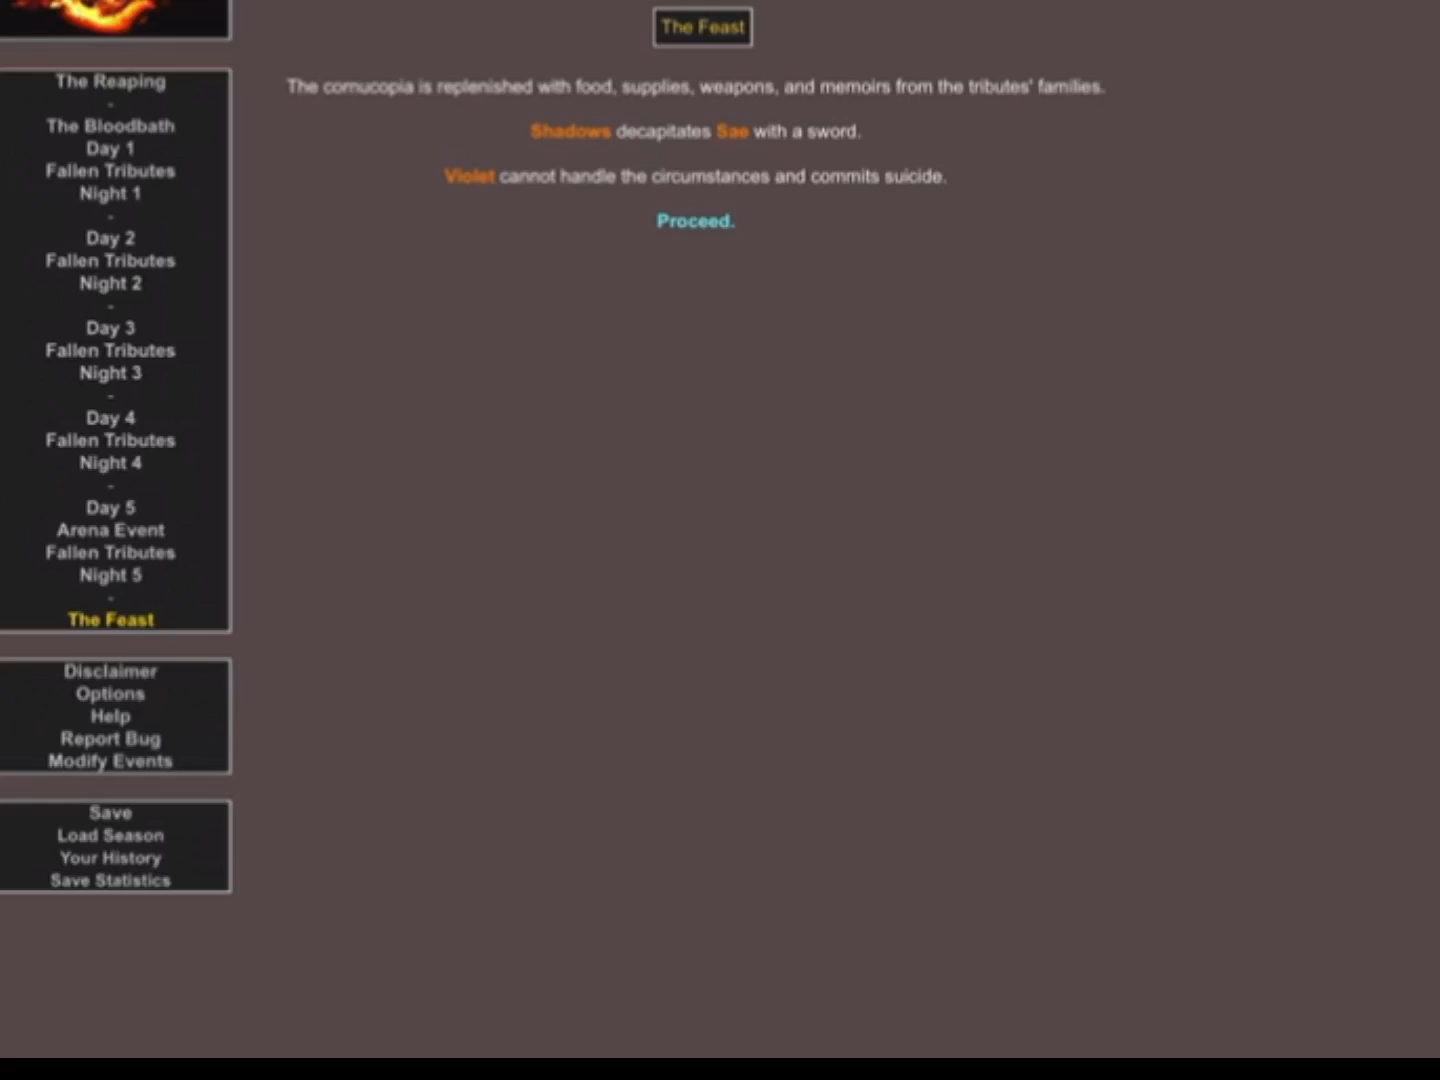 The Feast
The cornucopia is replenished with food, supplies, weapons, and memoirs from the tributes' families.
Shadows decapitates Sae with a sword.
Violet cannot handle the circumstances and commits suicide.
Proceed.
The Reaping
-
The Bloodbath
Day 1
Fallen Tributes
Night 1
-
Day 2
Fallen Tributes
Night 2
-
Day 3
Fallen Tributes
Night 3
-
Day 4
Fallen Tributes
Night 4
-
Day 5
Arena Event
Fallen Tributes
Night 5
-
The Feast
Disclaimer
Options
Help
Report Bug
Modify Events
Save
Load Season
Your History
Save Statistics